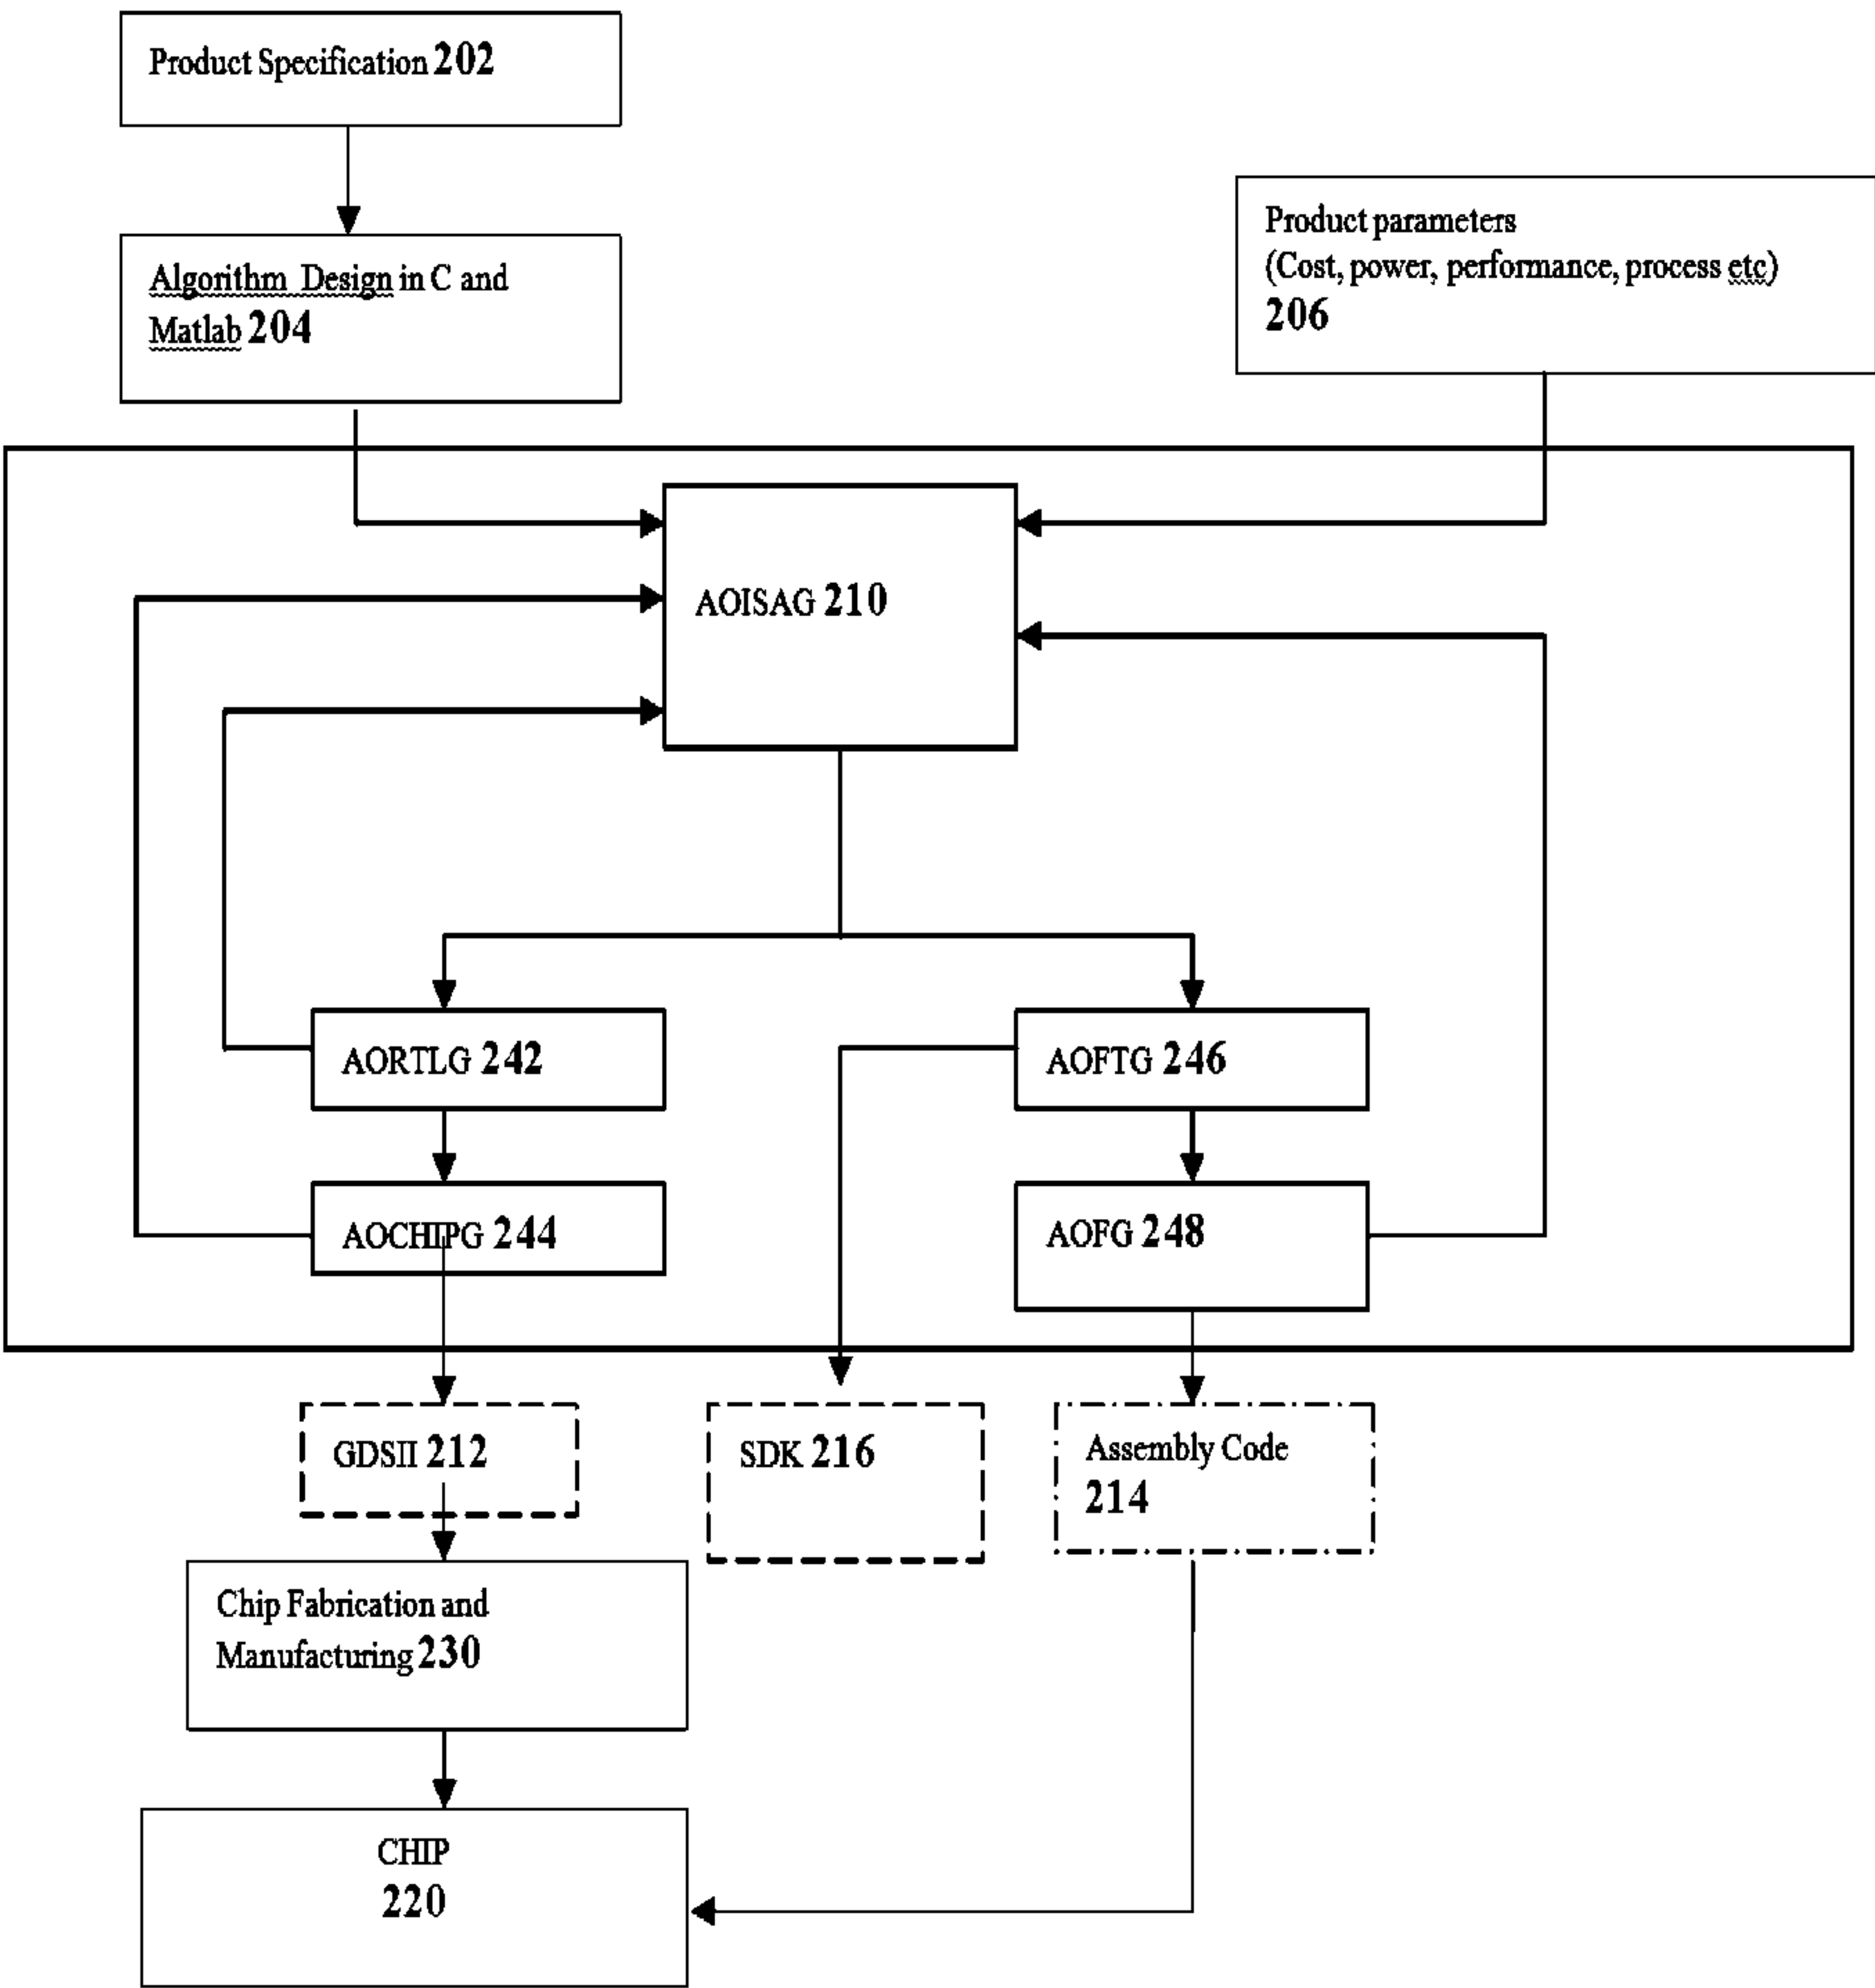 Product Specification 202
Algorithm Design in C and
Matlab 204
Product parameters
(Cost, power, performance, process etc)
206
AOISAG 210
AORTLG 242
AOFTG 246
AOCHIPG 244
AOFG 248
GDSII 212
SDK 216
Assembly Code
214
Chip Fabrication and
Manufacturing 230
CHIP
220